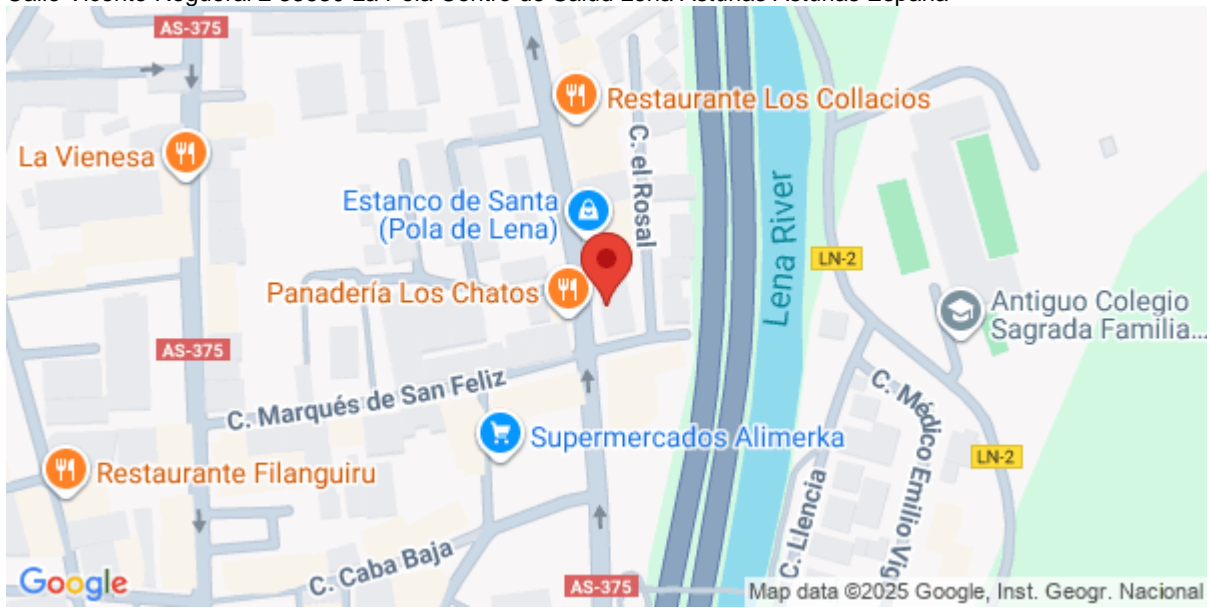 AS-375
Restaurante Los Collacios
La Vienesa
C. el Rosal
Estanco de Santa
(Pola de Lena)
Lena River
LN-2
Panadería Los Chatos
Antiguo Colegio
Sagrada Familia...
AS-375
C. Marqués de San Feliz
C. Médico Emilio Vig
Supermercados Alimerka
LN-2
Restaurante Filanguiru
C. Llencia
C. Caba Baja
Google
AS-375
Map data ©2025 Google, Inst. Geogr. Nacional